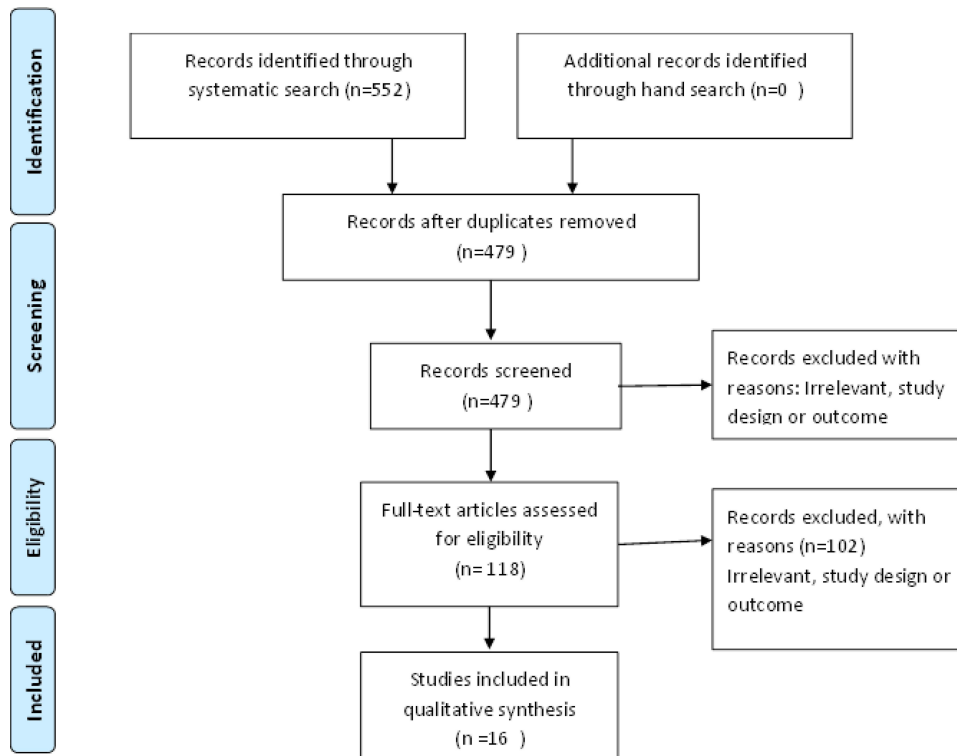 Identification
Records identified through
systematic search (n=552)
Additional records identified
through hand search (n=0 )
Records after duplicates removed
(n=479 )
Screening
Records screened
(n=479 )
Records excluded with
reasons: Irrelevant, study
design or outcome
Eligibility
Full-text articles assessed
for eligibility
(n= 118)
Records excluded, with
reasons (n=102)
Irrelevant, study design or
outcome
Included
Studies included in
qualitative synthesis
(n =16 )